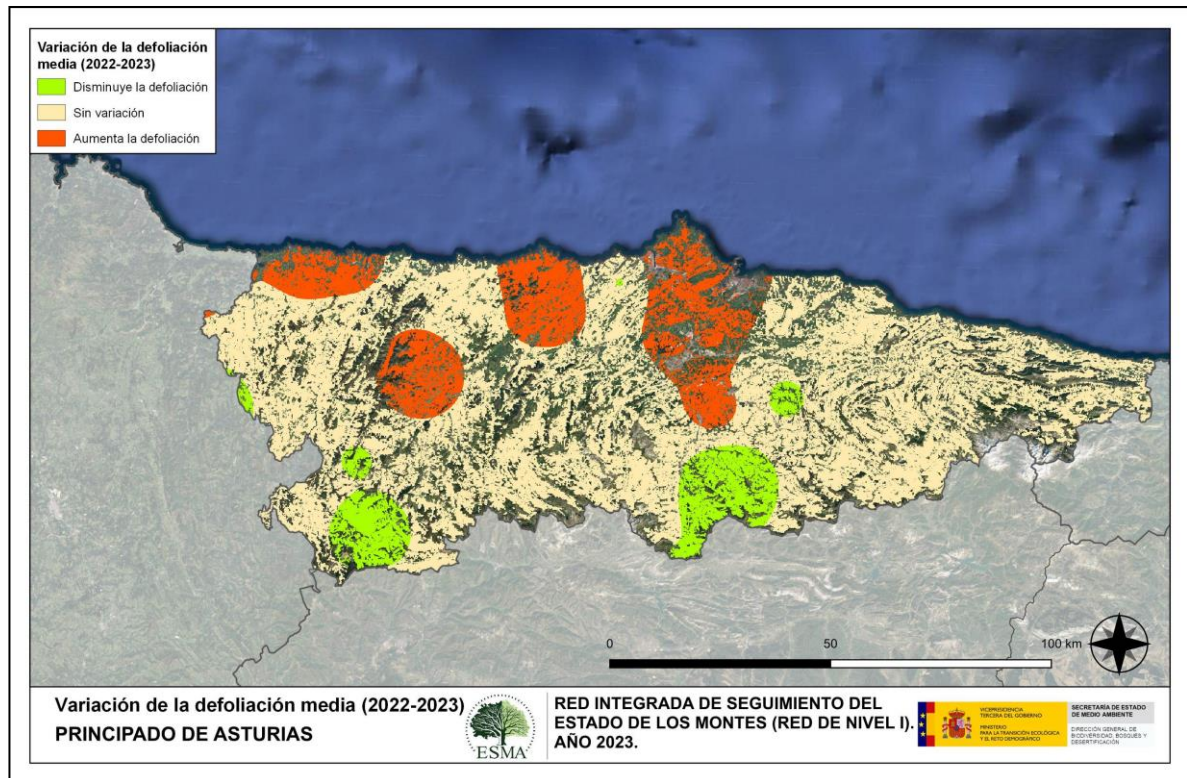 Variación de la defoliación
media (2022-2023)
Disminuye la defoliación
Sin variación
Aumenta la defoliación
0
50
100 km
Variación de la defoliación media (2022-2023)
PRINCIPADO DE ASTURIAS
ESMA
RED INTEGRADA DE SEGUIMIENTO DEL
ESTADO DE LOS MONTES (RED DE NIVEL I).
AÑO 2023.
VICEPRESIDENCIA
TERCERA DEL GOBIERNO
MINISTERIO
PARA LA TRANSICIÓN ECOLÓGICA
Y EL RETO DEMOGRÁFICO
SECRETARÍA DE ESTADO
DE MEDIO AMBIENTE
DIRECCIÓN GENERAL DE
BIODIVERSIDAD, BOSQUES Y
DESERTIFICACIÓN